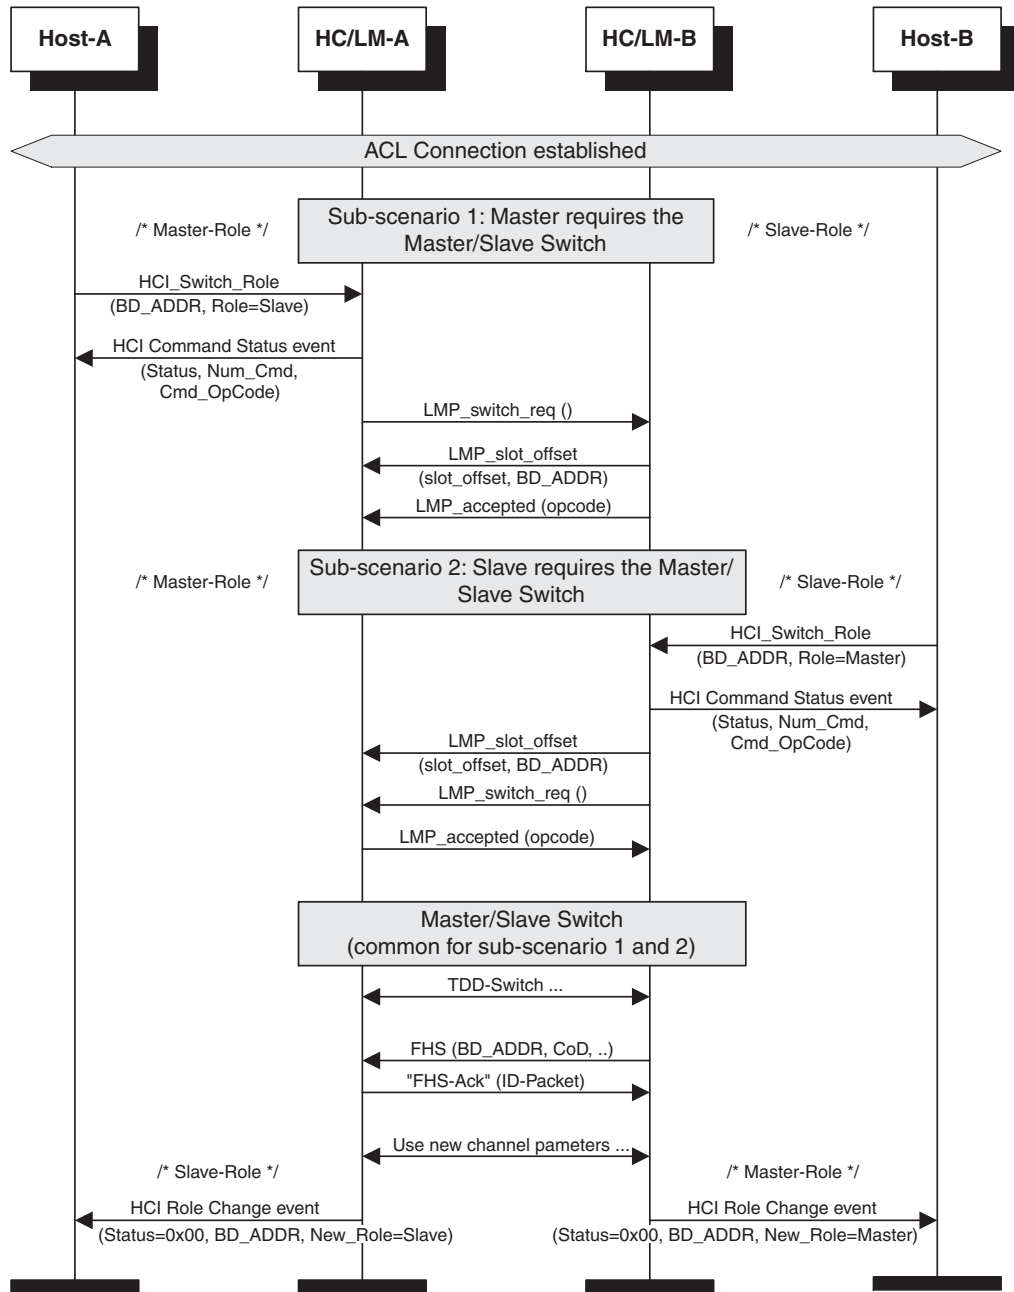 Host-A
HC/LM-A
HC/LM-B
Host-B
ACL Connection established
/* Master-Role */
Sub-scenario 1: Master requires the
Master/Slave Switch
/* Slave-Role */
HCI_Switch_Role
(BD_ADDR, Role=Slave)
HCI Command Status event
(Status, Num_Cmd,
Cmd_OpCode)
LMP_switch_req ()
LMP_slot_offset
(slot_offset, BD_ADDR)
LMP_accepted (opcode)
/* Master-Role */
Sub-scenario 2: Slave requires the Master/
Slave Switch
/* Slave-Role */
HCI_Switch_Role
(BD_ADDR, Role=Master)
HCI Command Status event
(Status, Num_Cmd,
Cmd_OpCode)
LMP_slot_offset
(slot_offset, BD_ADDR)
LMP_switch_req ()
LMP_accepted (opcode)
Master/Slave Switch
(common for sub-scenario 1 and 2)
TDD-Switch ...
FHS (BD_ADDR, CoD, ..)
"FHS-Ack" (ID-Packet)
Use new channel pameters ...
/* Slave-Role */
/* Master-Role */
HCI Role Change event
(Status=0x00, BD_ADDR, New_Role=Slave)
HCI Role Change event
(Status=0x00, BD_ADDR, New_Role=Master)